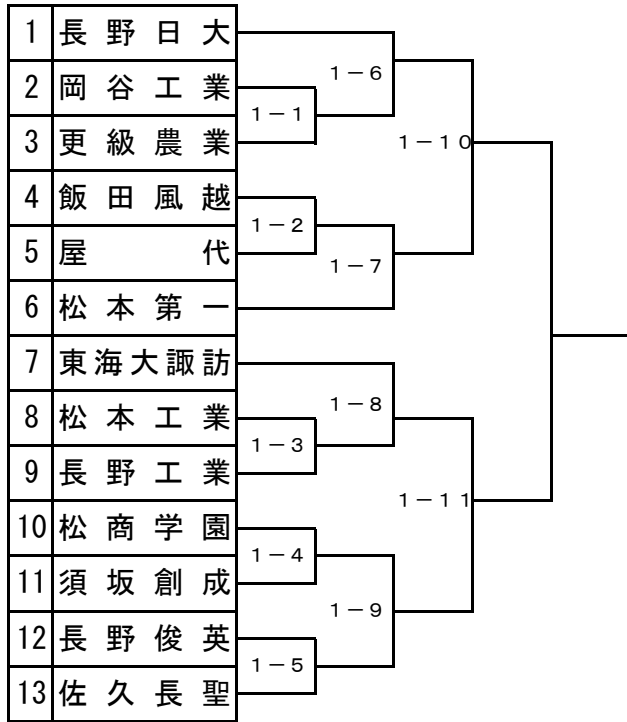 1 長野日大
2 岡谷工業
3 更級農業
4 飯田風越
5 屋代
6 松本第一
7 東海大諏訪
8 松本工業
9 長野工業
10 松商学園
11 須坂創成
12 長野俊英
13 佐久長聖
1－1
1－2
1－3
1－4
1－5
1－6
1－7
1－8
1－9
1－10
1－11